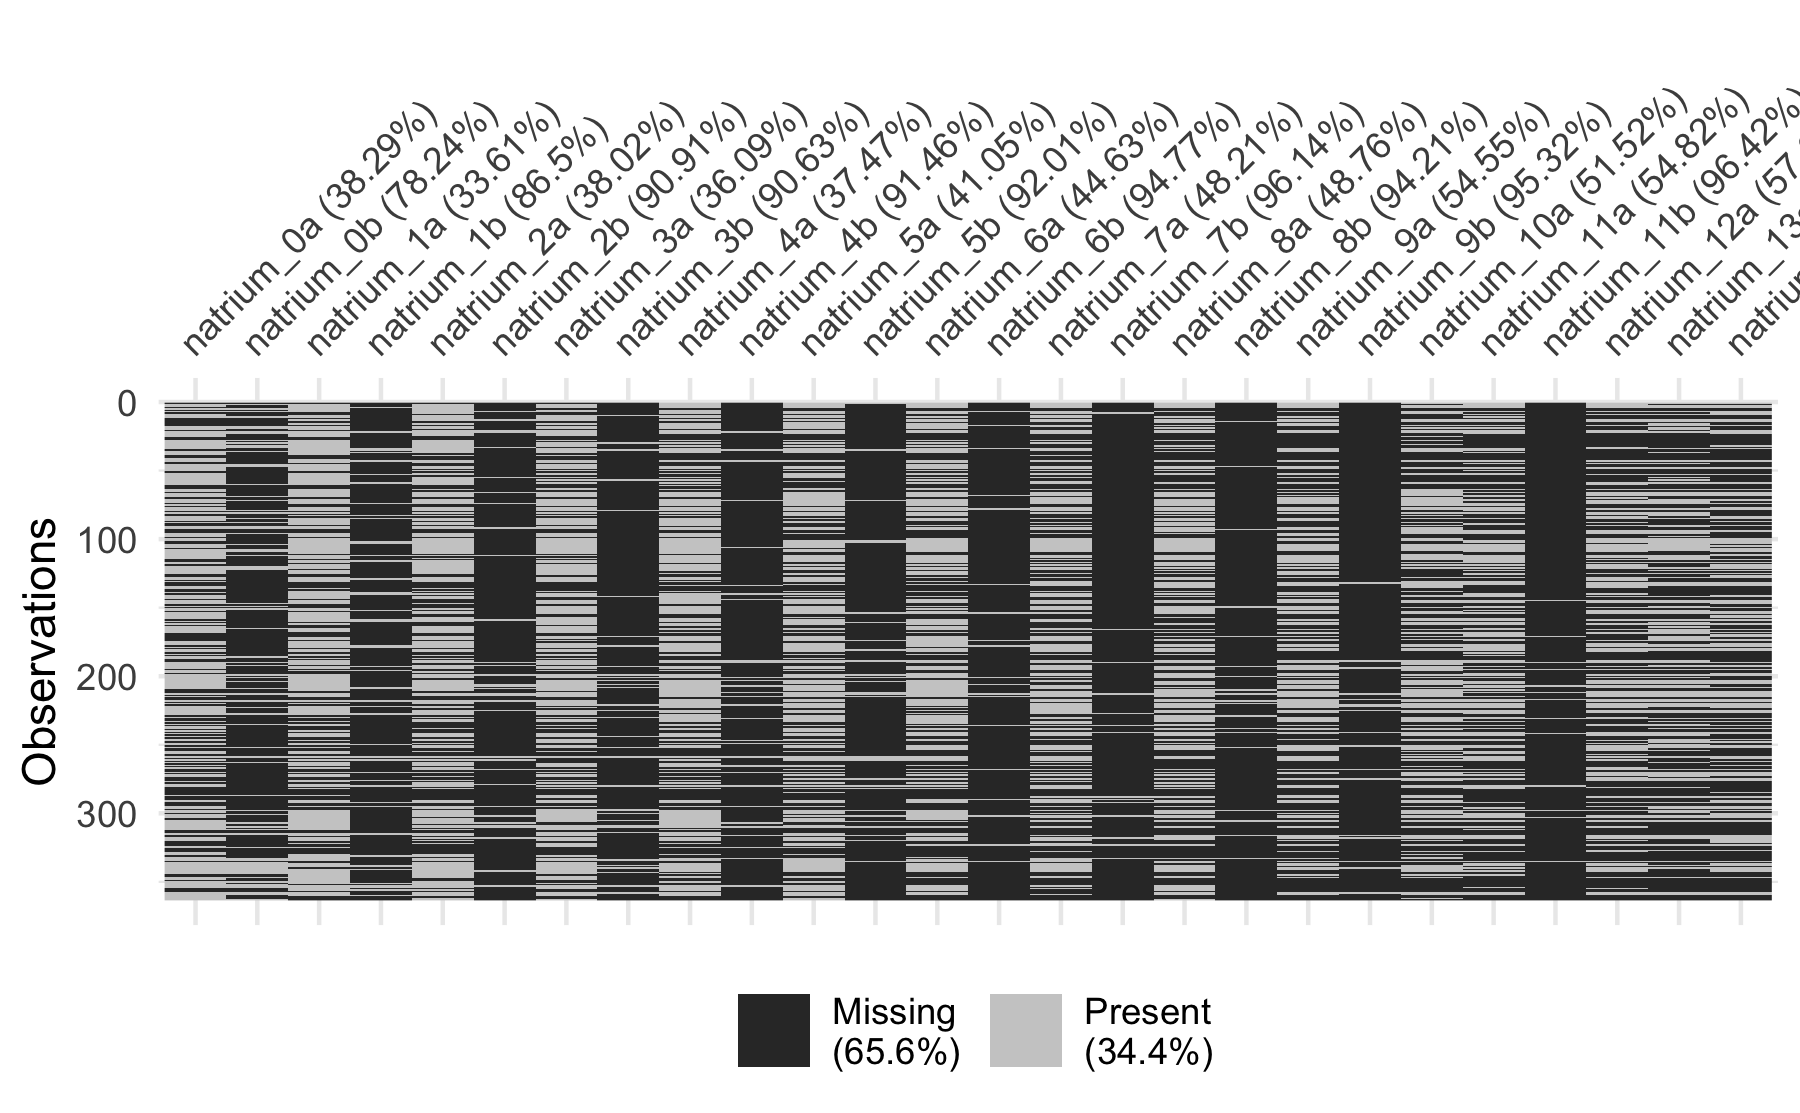 natrium_0a (38.29%)
natrium_0b (78.24%)
natrium_1a (33.61%)
natrium_1b (86.5%)
natrium_2a (38.02%)
natrium_2b (90.91%)
natrium_3a (36.09%)
natrium_3b (90.63%)
natrium_4a (37.47%)
natrium_4b (91.46%)
natrium_5a (41.05%)
natrium_5b (92.01%)
natrium_6a (44.63%)
natrium_6b (94.77%)
natrium_7a (48.21%)
natrium_7b (96.14%)
natrium_8a (48.76%)
natrium_8b (94.21%)
natrium_9a (54.55%)
natrium_9b (95.32%)
natrium_10a (51.52%)
natrium_11a (54.82%)
natrium_11b (96.42%)
natrium_12a (57.
natrium_13
natrium
0
100
200
300
Observations
Missing
(65.6%)
Present
(34.4%)